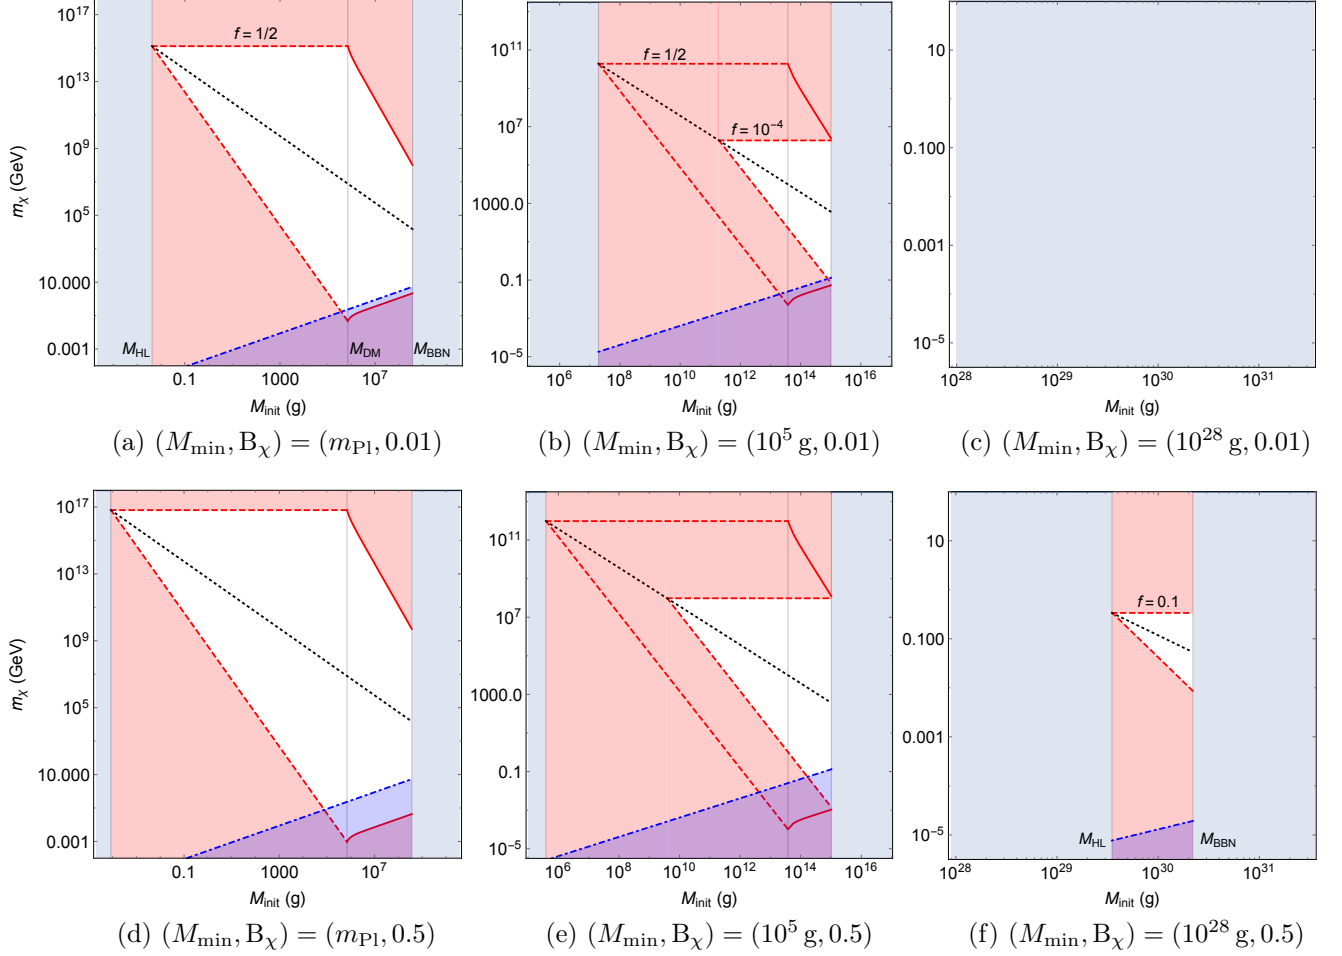 10^17
10^13
10^9
10^5
10.000
0.001
m_χ (GeV)
f = 1/2
M_HL
M_DM
M_BBN
0.1
1000
10^7
M_init (g)
(a) (M_min, B_χ) = (m_Pl, 0.01)
10^11
10^7
1000.0
0.1
10^-5
f = 1/2
f = 10^-4
10^6
10^8
10^10
10^12
10^14
10^16
M_init (g)
(b) (M_min, B_χ) = (10^5 g, 0.01)
10
0.100
0.001
10^-5
10^28
10^29
10^30
10^31
M_init (g)
(c) (M_min, B_χ) = (10^28 g, 0.01)
10^17
10^13
10^9
10^5
10.000
0.001
m_χ (GeV)
0.1
1000
10^7
M_init (g)
(d) (M_min, B_χ) = (m_Pl, 0.5)
10^11
10^7
1000.0
0.1
10^-5
10^6
10^8
10^10
10^12
10^14
10^16
M_init (g)
(e) (M_min, B_χ) = (10^5 g, 0.5)
10
0.100
0.001
10^-5
f = 0.1
M_HL
M_BBN
10^28
10^29
10^30
10^31
M_init (g)
(f) (M_min, B_χ) = (10^28 g, 0.5)